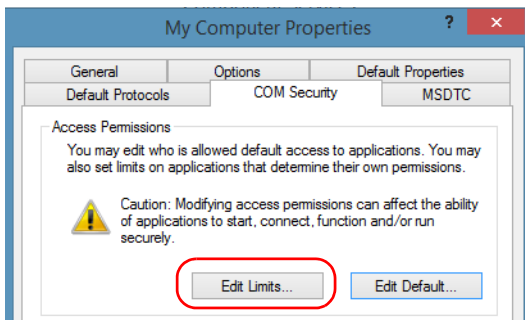 My Computer Properties ? ×
General Options Default Properties
Default Protocols COM Security MSDTC
Access Permissions
You may edit who is allowed default access to applications. You may
also set limits on applications that determine their own permissions.
Caution: Modifying access permissions can affect the ability
of applications to start, connect, function and/or run
securely.
Edit Limits... Edit Default...